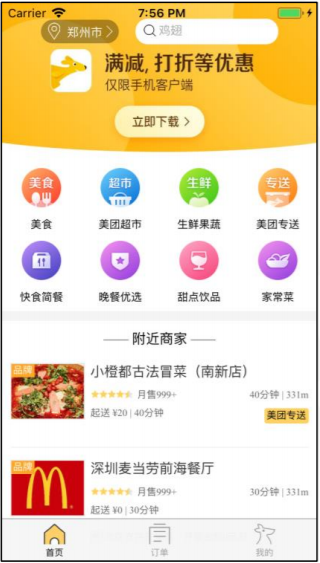 Carrier 7:56 PM
郑州市 鸡翅
满减, 打折等优惠
仅限手机客户端
立即下载
美食 超市 生鲜 专送
美食 美团超市 生鲜果蔬 美团专送
快食简餐 晚餐优选 甜点饮品 家常菜
附近商家
品牌 小橙都古法冒菜（南新店）
月售999+ 40分钟 | 331m
起送 ¥20 | 40分钟 美团专送
品牌 深圳麦当劳前海餐厅
月售999+ 30分钟 | 331m
起送 ¥0 | 30分钟
首页 订单 我的